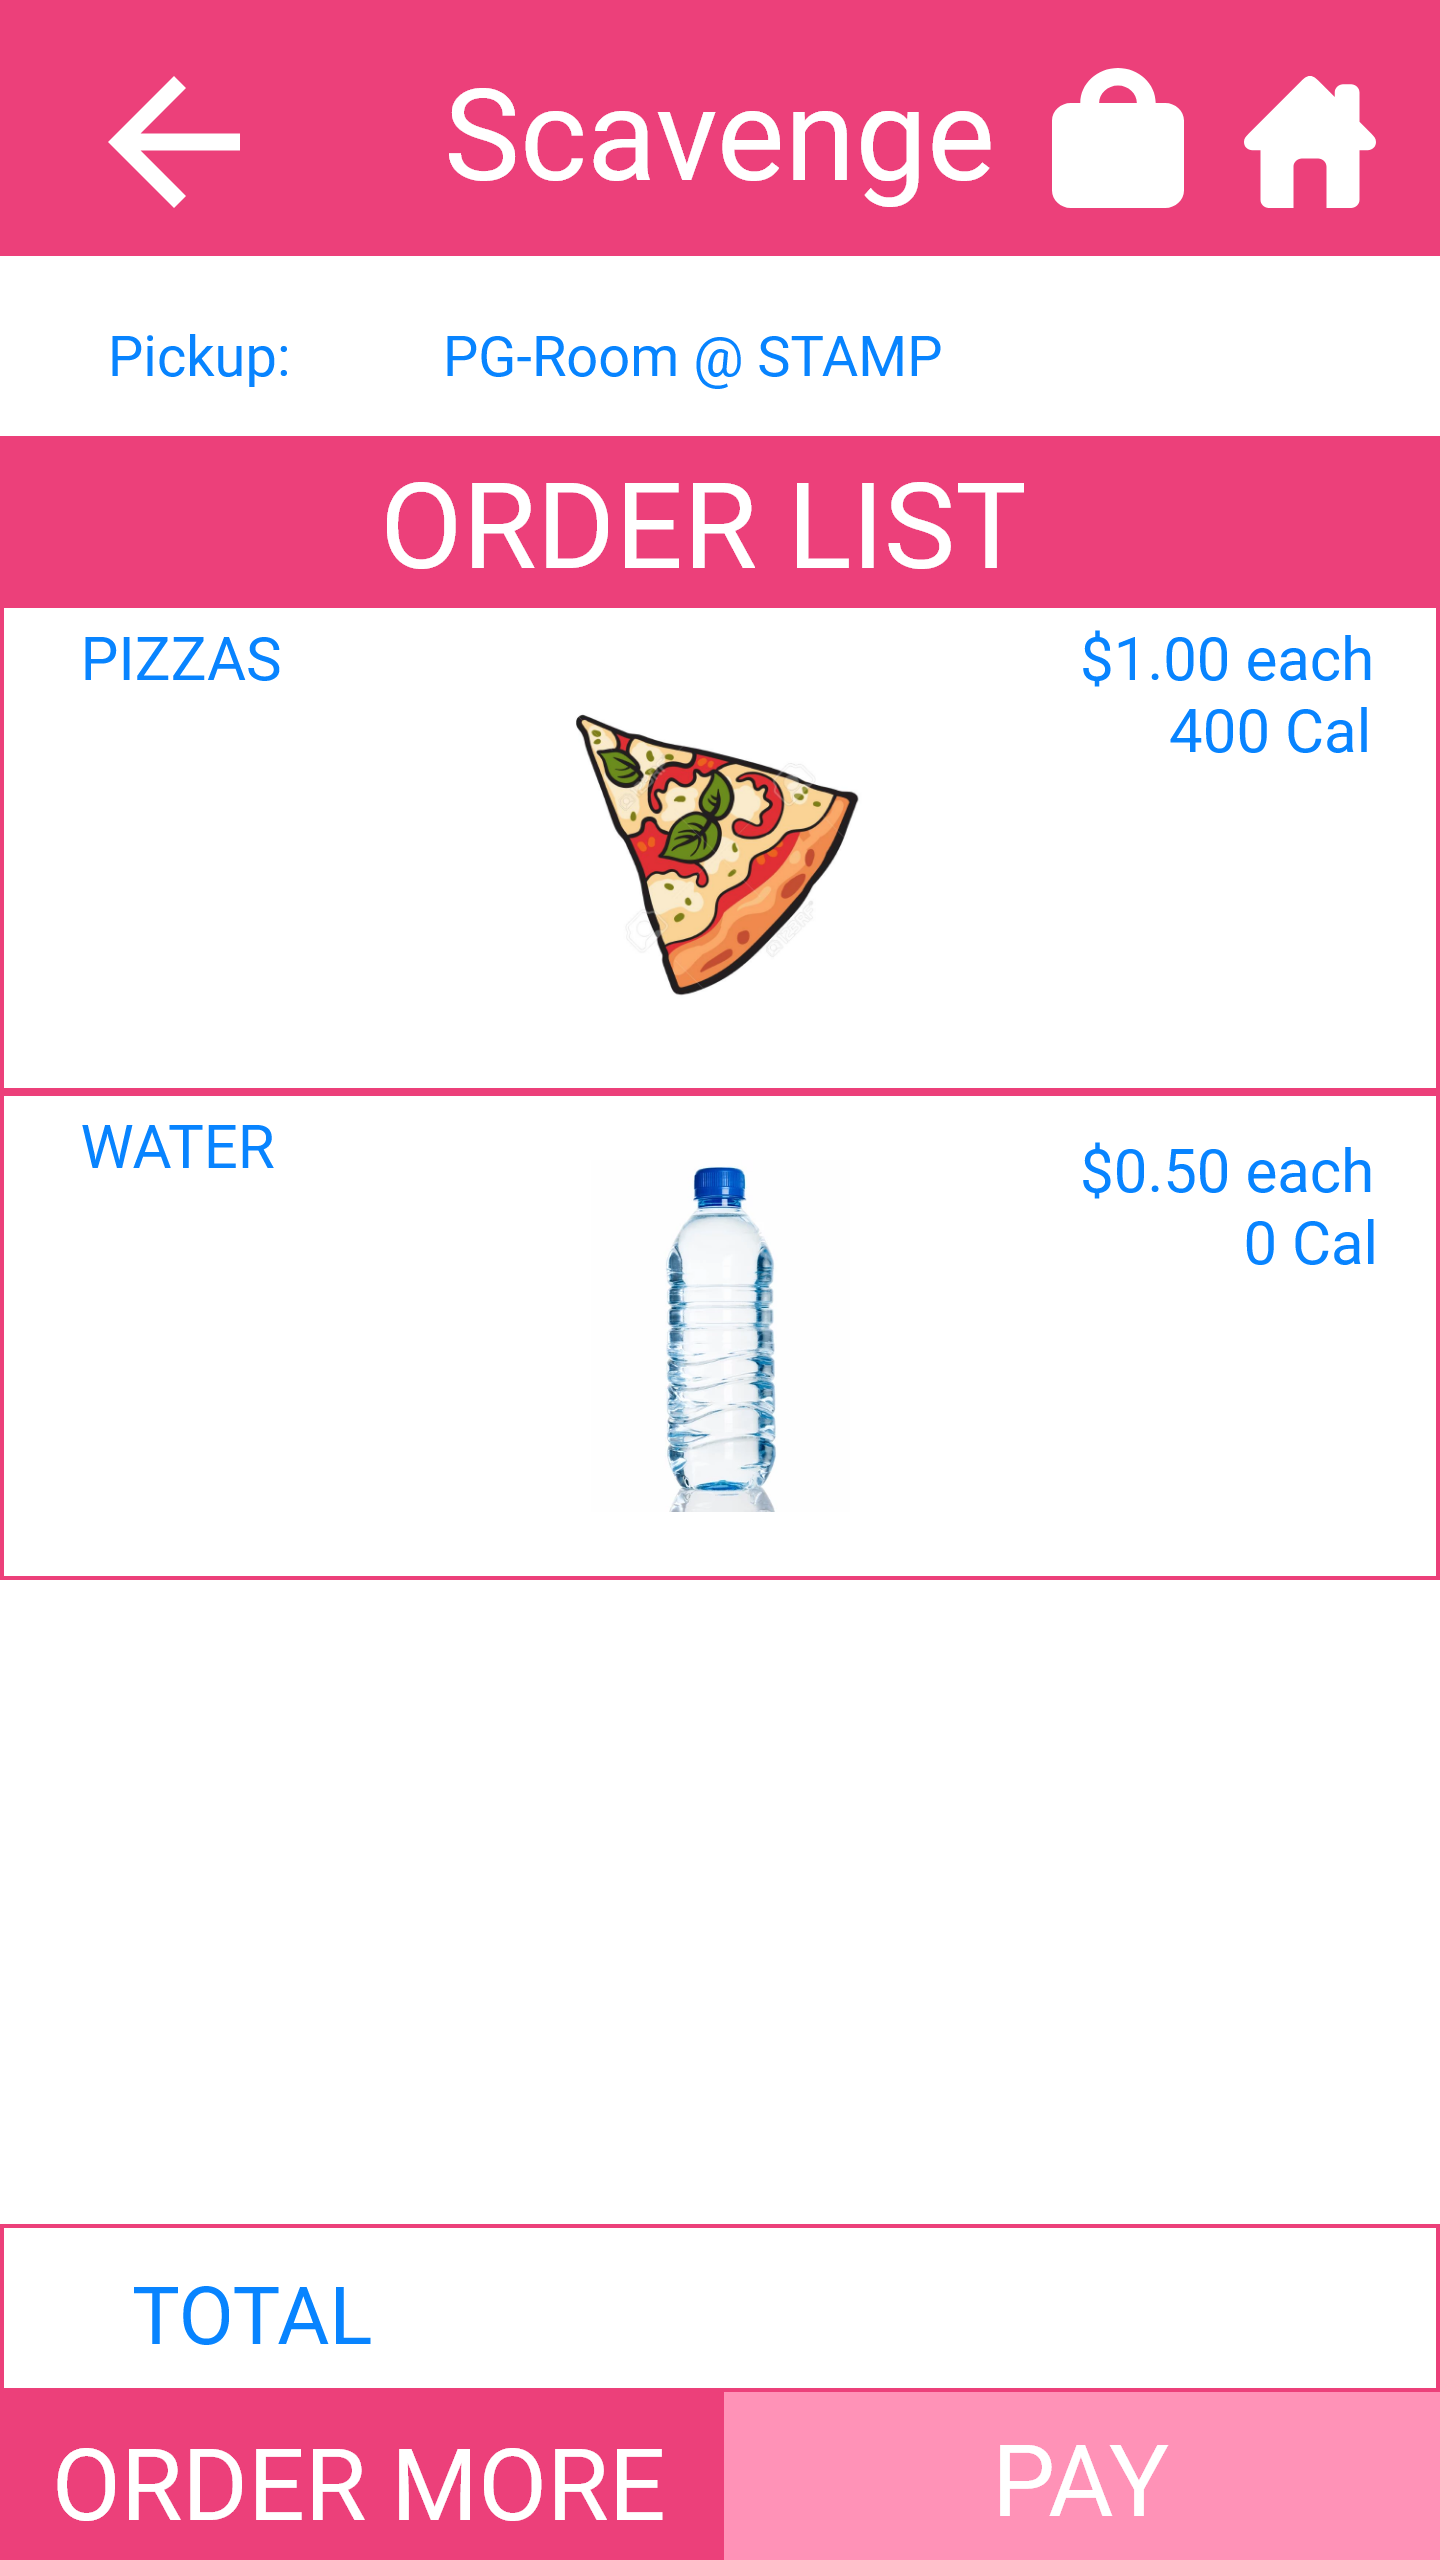 Scavenge
Pickup: PG-Room @ STAMP
ORDER LIST
PIZZAS
$1.00 each
400 Cal
WATER
$0.50 each
0 Cal
TOTAL
ORDER MORE
PAY